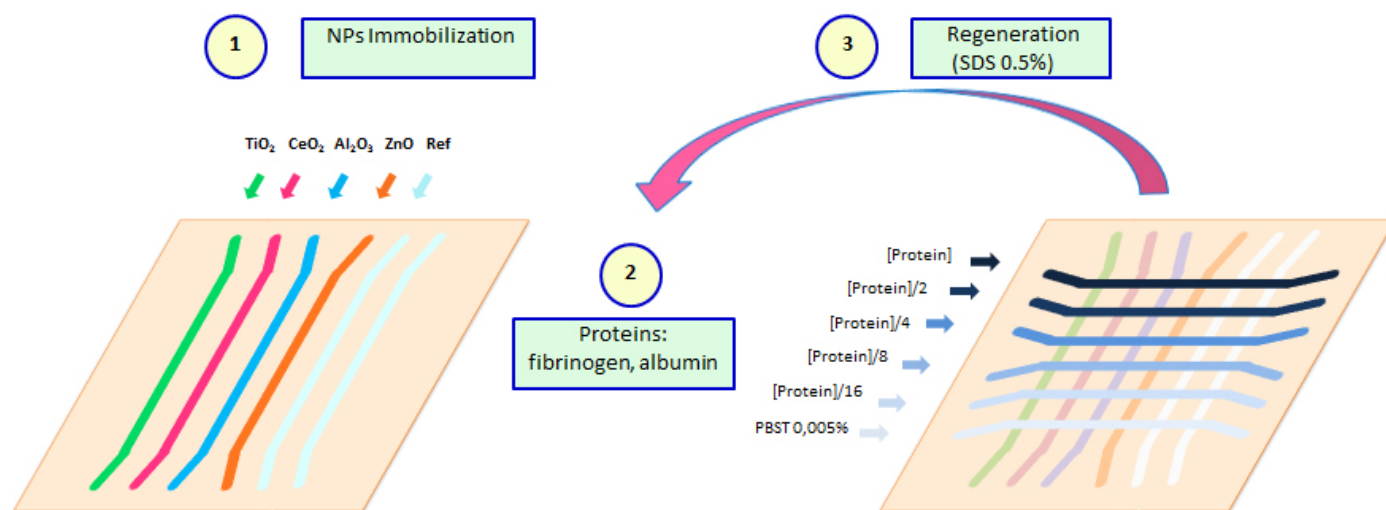 1
NPs Immobilization
TiO₂ CeO₂ Al₂O₃ ZnO Ref
3
Regeneration
(SDS 0.5%)
2
Proteins:
fibrinogen, albumin
[Protein]
[Protein]/2
[Protein]/4
[Protein]/8
[Protein]/16
PBST 0,005%